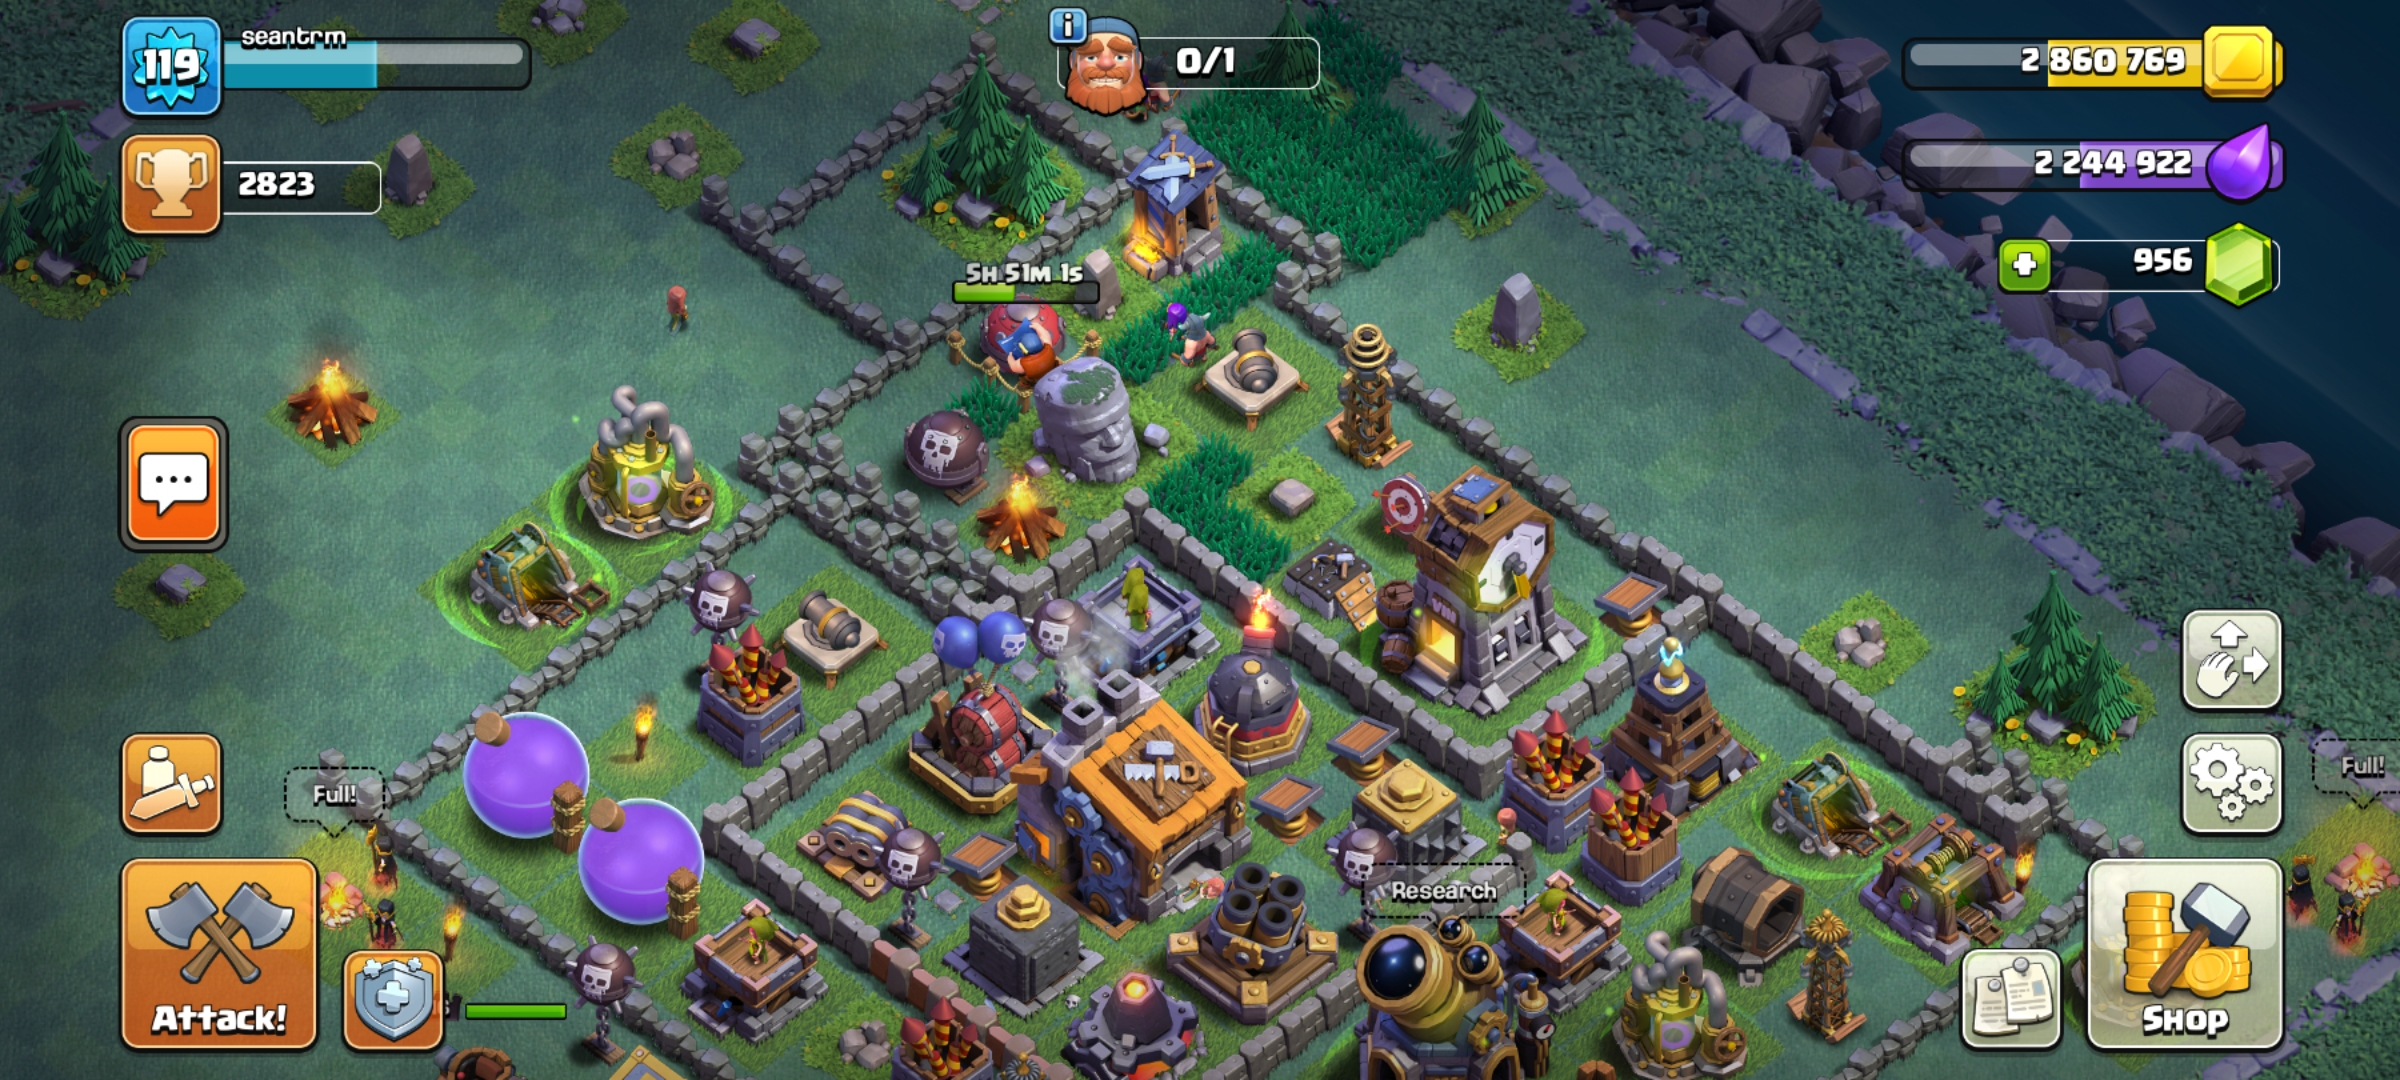 119
seantrm
0/1
2 860 769
2 244 922
2823
956
5H 51M 1s
Full!
Full!
Research
Attack!
Shop